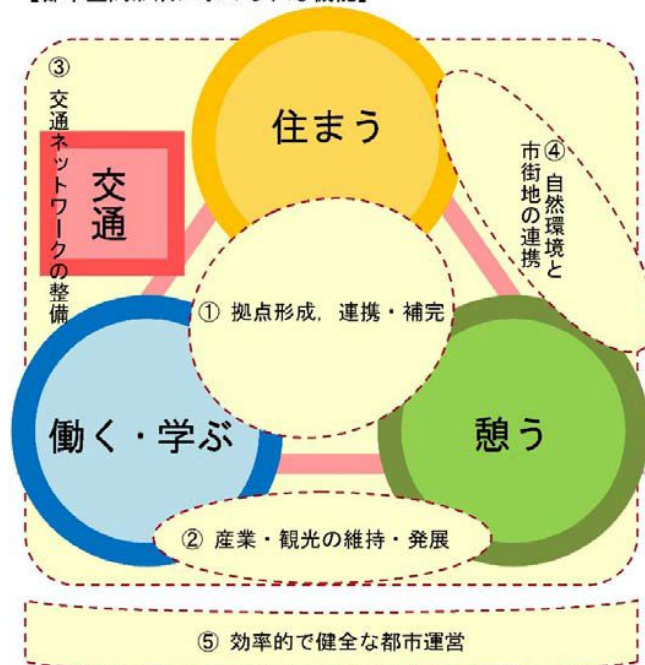 ③ 交通ネットワークの整備
住まう
交通
④ 自然環境と
市街地の連携
① 拠点形成，連携・補完
働く・学ぶ
憩う
② 産業・観光の維持・発展
⑤ 効率的で健全な都市運営